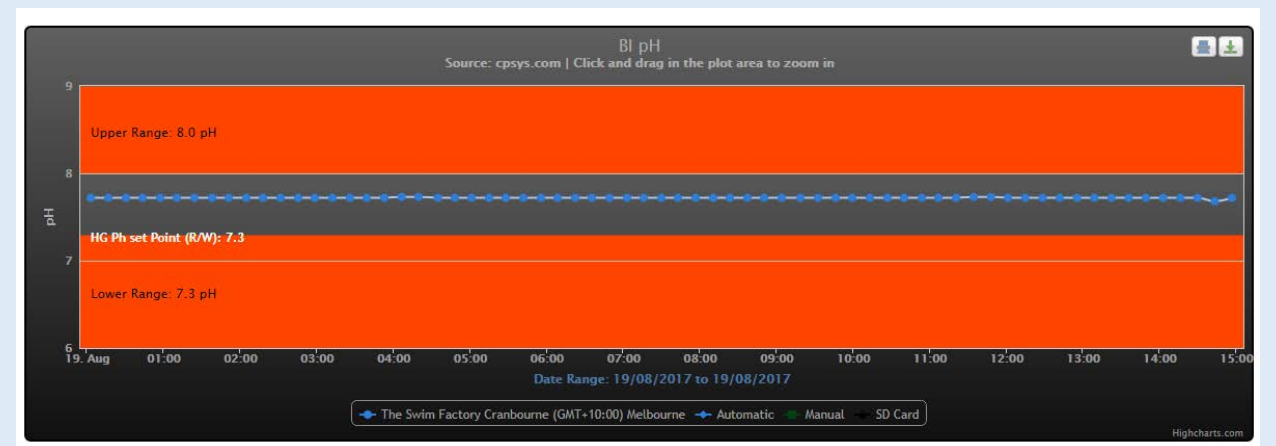 BI pH
Source: cpsys.com | Click and drag in the plot area to zoom in
9
Upper Range: 8.0 pH
8
pH
HG Ph set Point (R/W): 7.3
7
Lower Range: 7.3 pH
6
19. Aug 01:00 02:00 03:00 04:00 05:00 06:00 07:00 08:00 09:00 10:00 11:00 12:00 13:00 14:00 15:00
Date Range: 19/08/2017 to 19/08/2017
The Swim Factory Cranbourne (GMT+10:00) Melbourne Automatic Manual SD Card
Highcharts.com